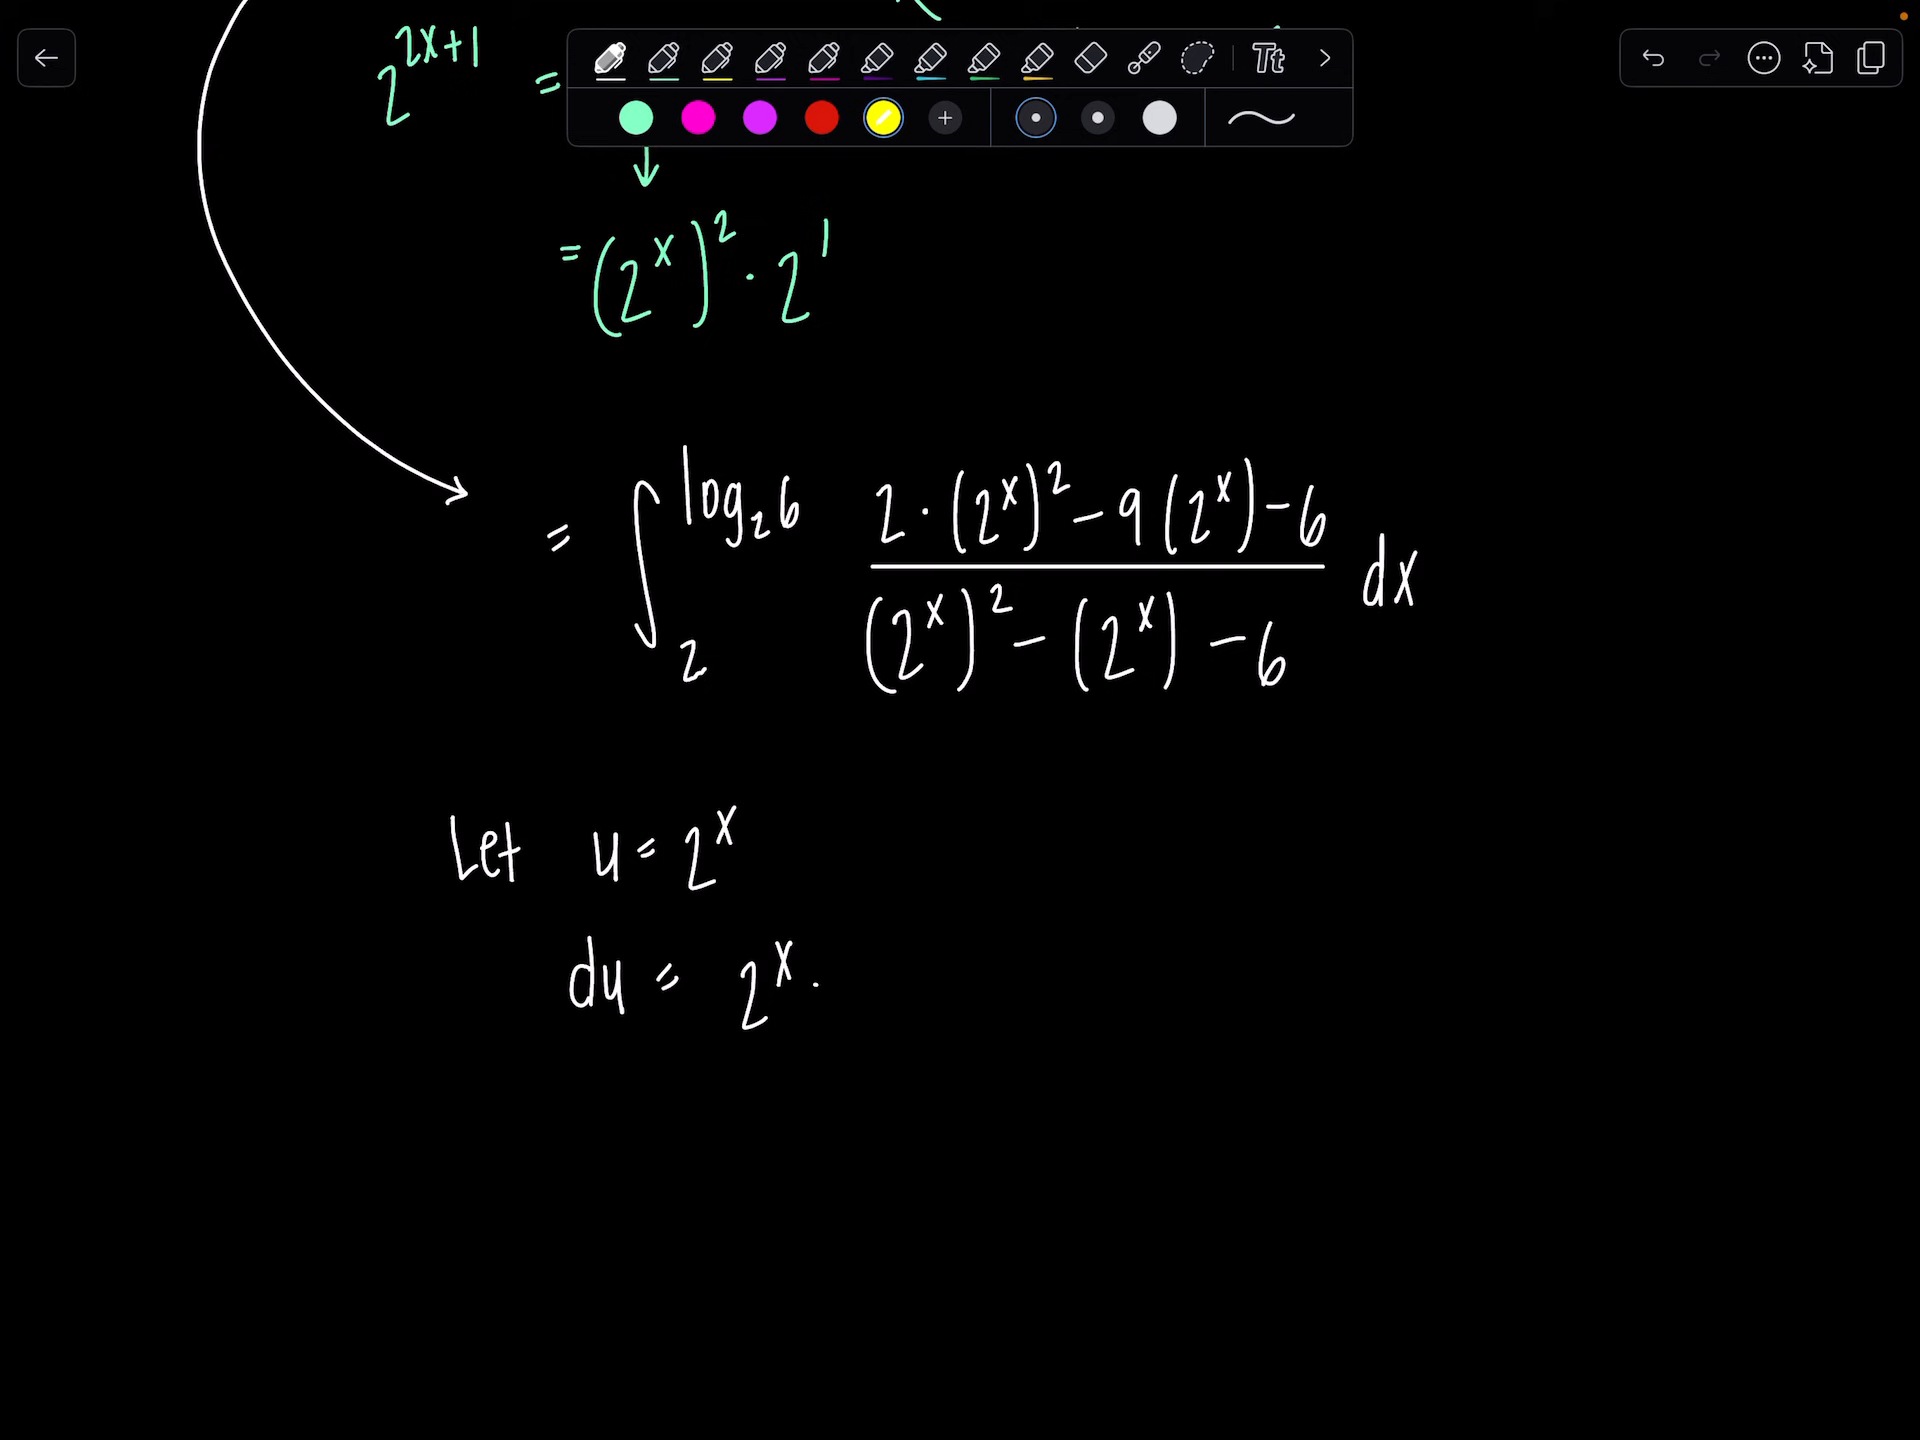 2^{2x+1} =
Tt
= (2^x)^2 · 2^1
= ∫_2^{log_2 6} \frac{2 · (2^x)^2 - 9(2^x) - 6}{(2^x)^2 - (2^x) - 6} dx
Let u = 2^x
du = 2^x ·